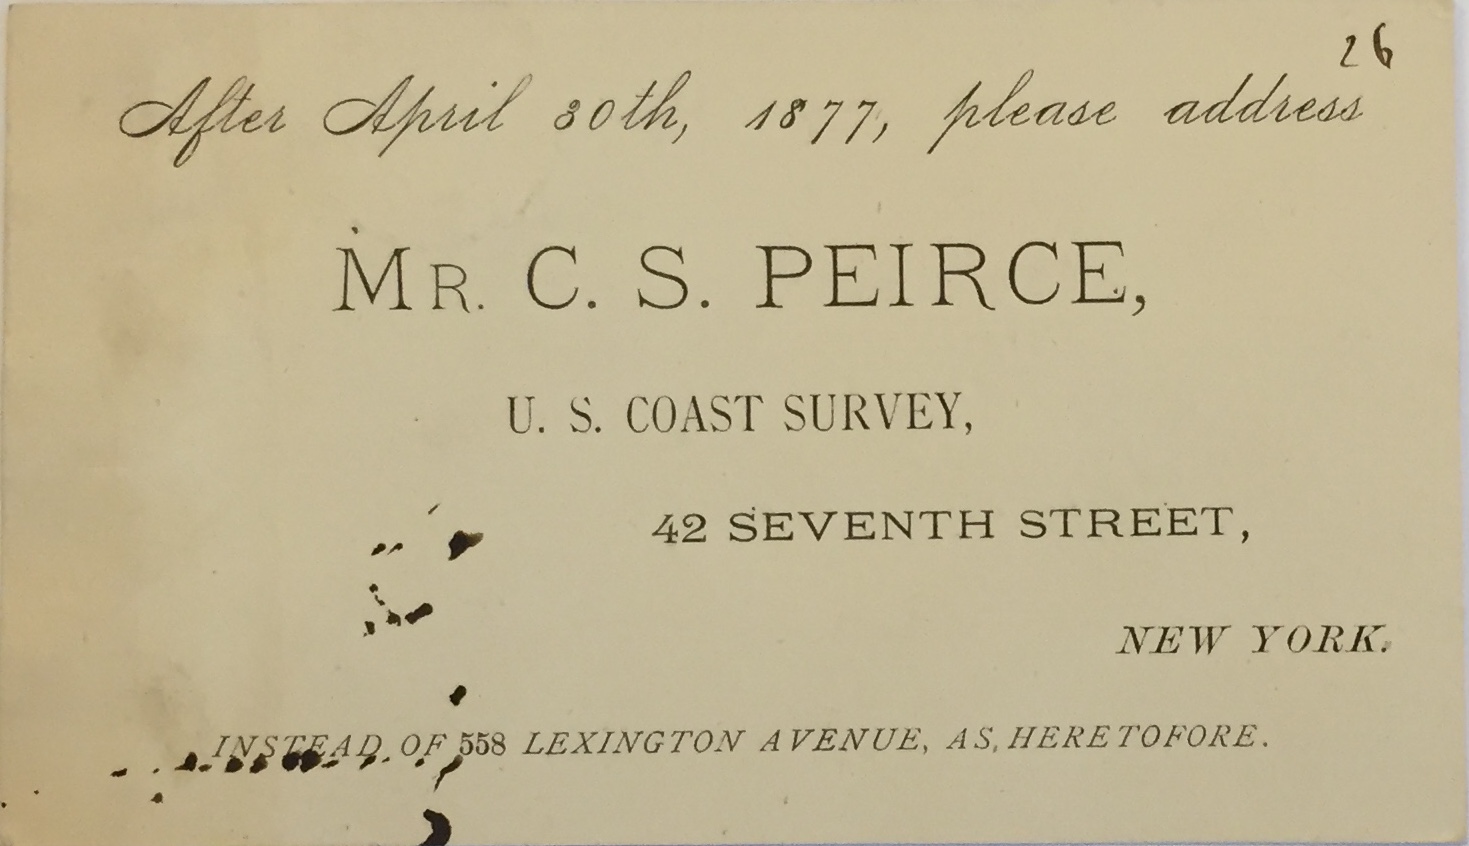 26
After April 30th, 1877, please address
MR. C. S. PEIRCE,
U. S. COAST SURVEY,
42 SEVENTH STREET,
NEW YORK.
INSTEAD OF 558 LEXINGTON AVENUE, AS, HERETOFORE.